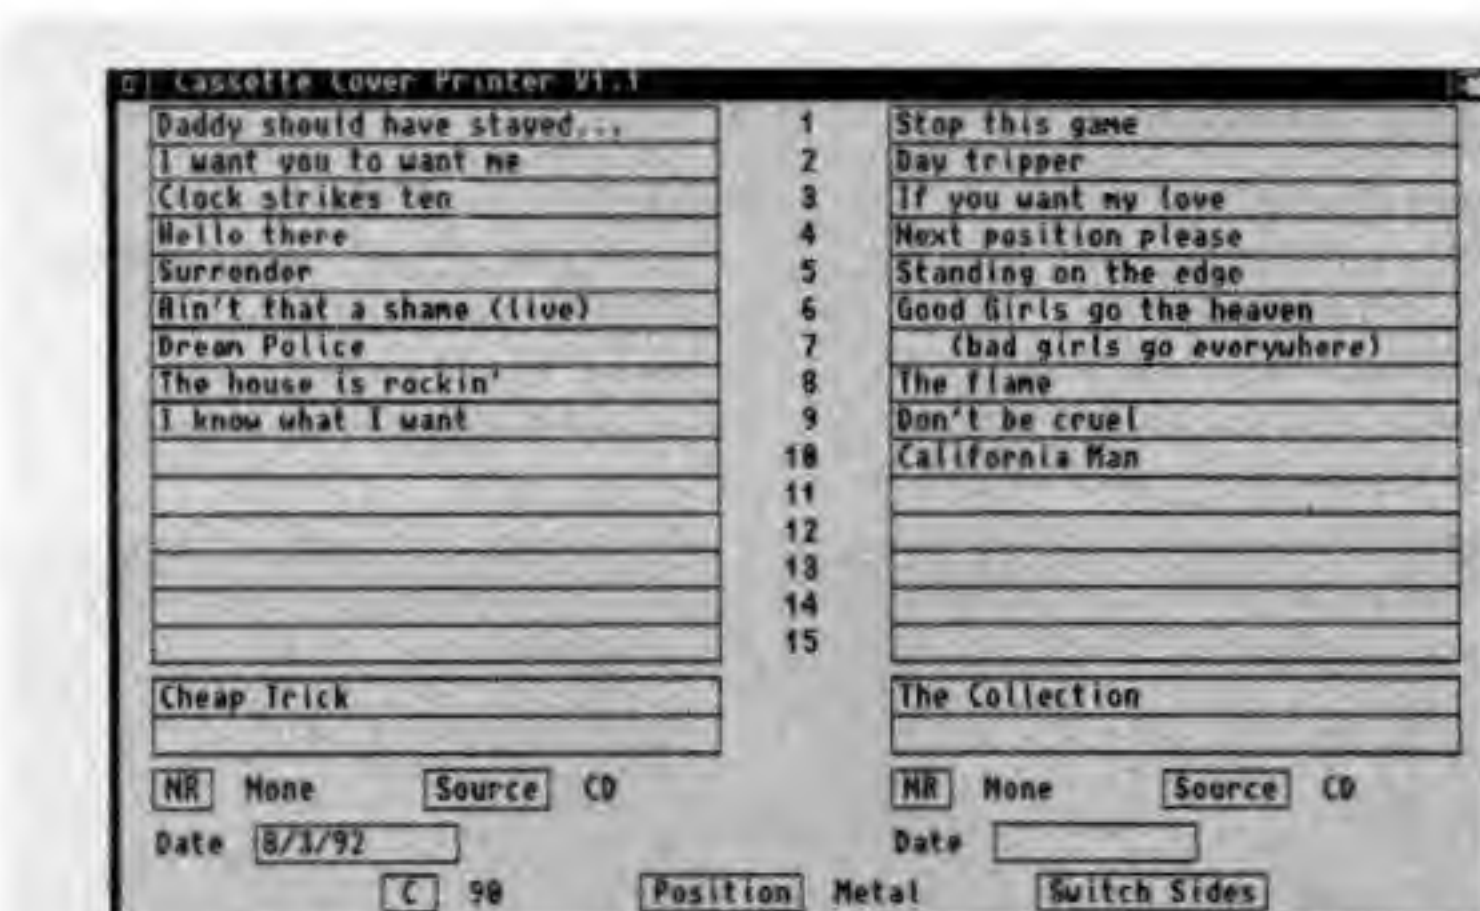 Cassette Cover Printer V1.1
Daddy should have stayed... 1 Stop this game
I want you to want me 2 Day tripper
Clock strikes ten 3 If you want my love
Hello there 4 Next position please
Surrender 5 Standing on the edge
Ain't that a shame (live) 6 Good Girls go the heaven
Dream Police 7 (bad girls go everywhere)
The house is rockin' 8 The flame
I know what I want 9 Don't be cruel
10 California Man
11
12
13
14
15
Cheap Trick The Collection
NR None Source CD NR None Source CD
Date 8/3/92 Date
C 90 Position Metal Switch Sides